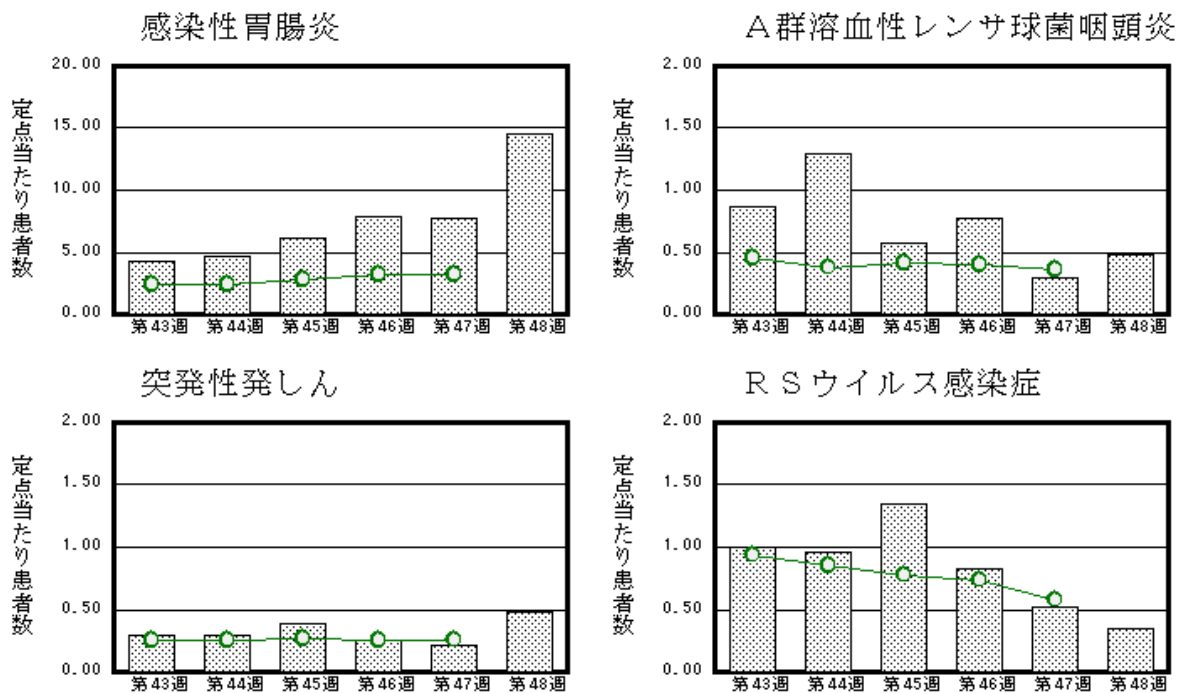 感染性胃腸炎
定点当たり患者数
20.00
15.00
10.00
5.00
0.00
第43週 第44週 第45週 第46週 第47週 第48週
A群溶血性レンサ球菌咽頭炎
定点当たり患者数
2.00
1.50
1.00
0.50
0.00
第43週 第44週 第45週 第46週 第47週 第48週
突発性発しん
定点当たり患者数
2.00
1.50
1.00
0.50
0.00
第43週 第44週 第45週 第46週 第47週 第48週
RSウイルス感染症
定点当たり患者数
2.00
1.50
1.00
0.50
0.00
第43週 第44週 第45週 第46週 第47週 第48週